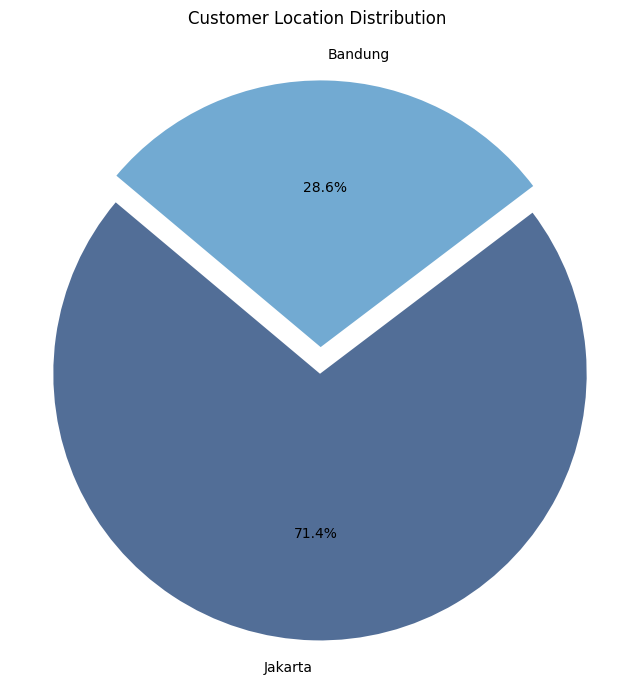 Customer Location Distribution
Bandung
28.6%
71.4%
Jakarta